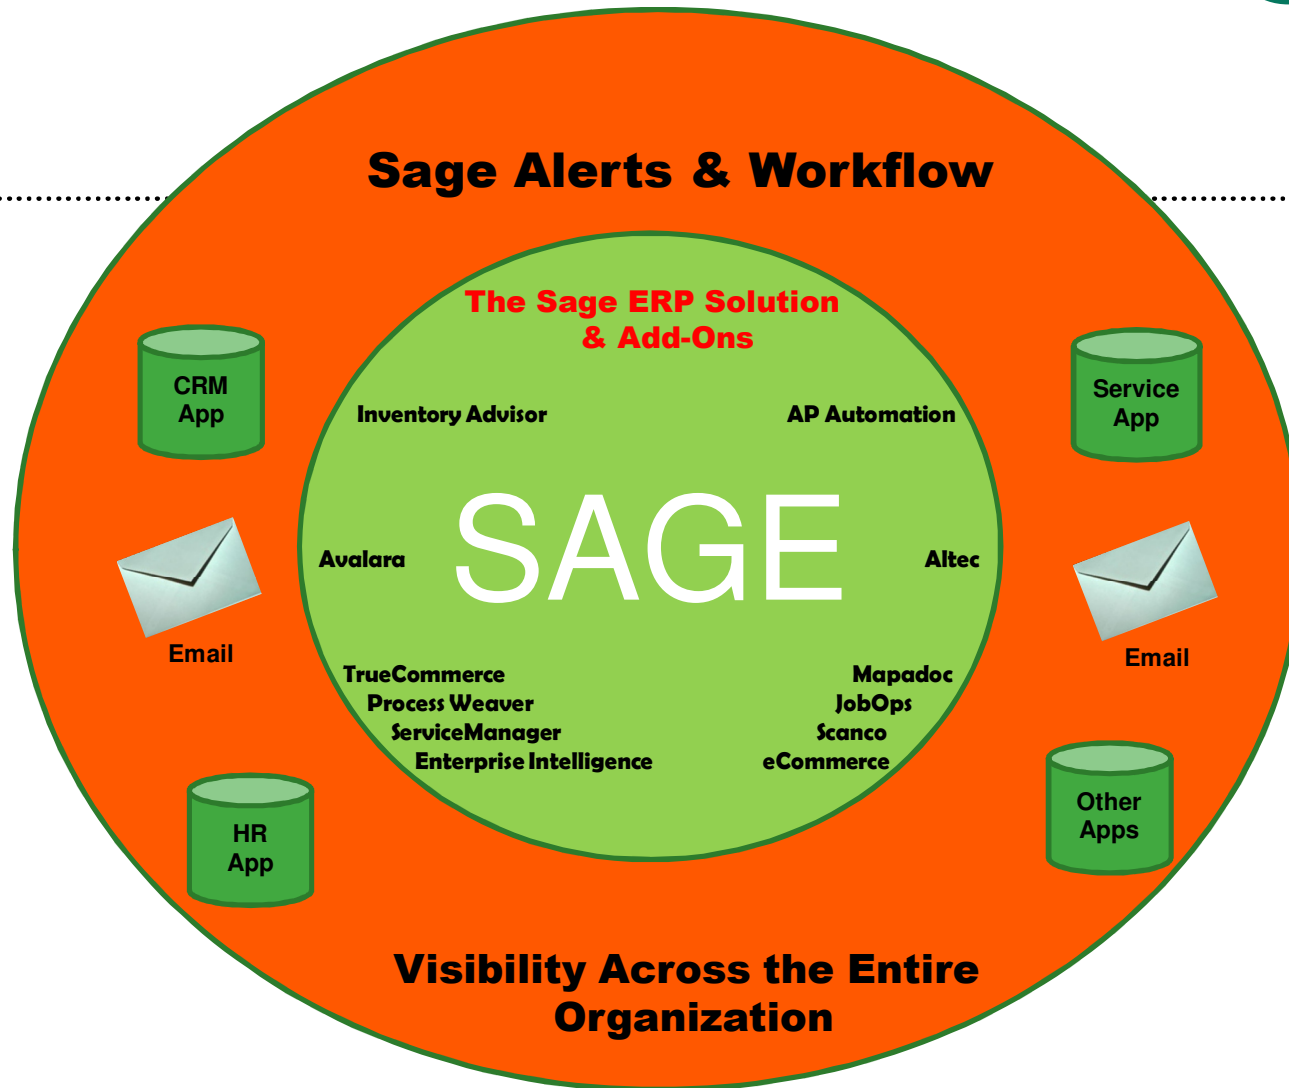 Sage Alerts & Workflow
The Sage ERP Solution
& Add-Ons
CRM
App
Service
App
Inventory Advisor
AP Automation
SAGE
Avalara
Altec
Email
Email
TrueCommerce
Process Weaver
ServiceManager
Enterprise Intelligence
Mapadoc
JobOps
Scanco
eCommerce
HR
App
Other
Apps
Visibility Across the Entire
Organization